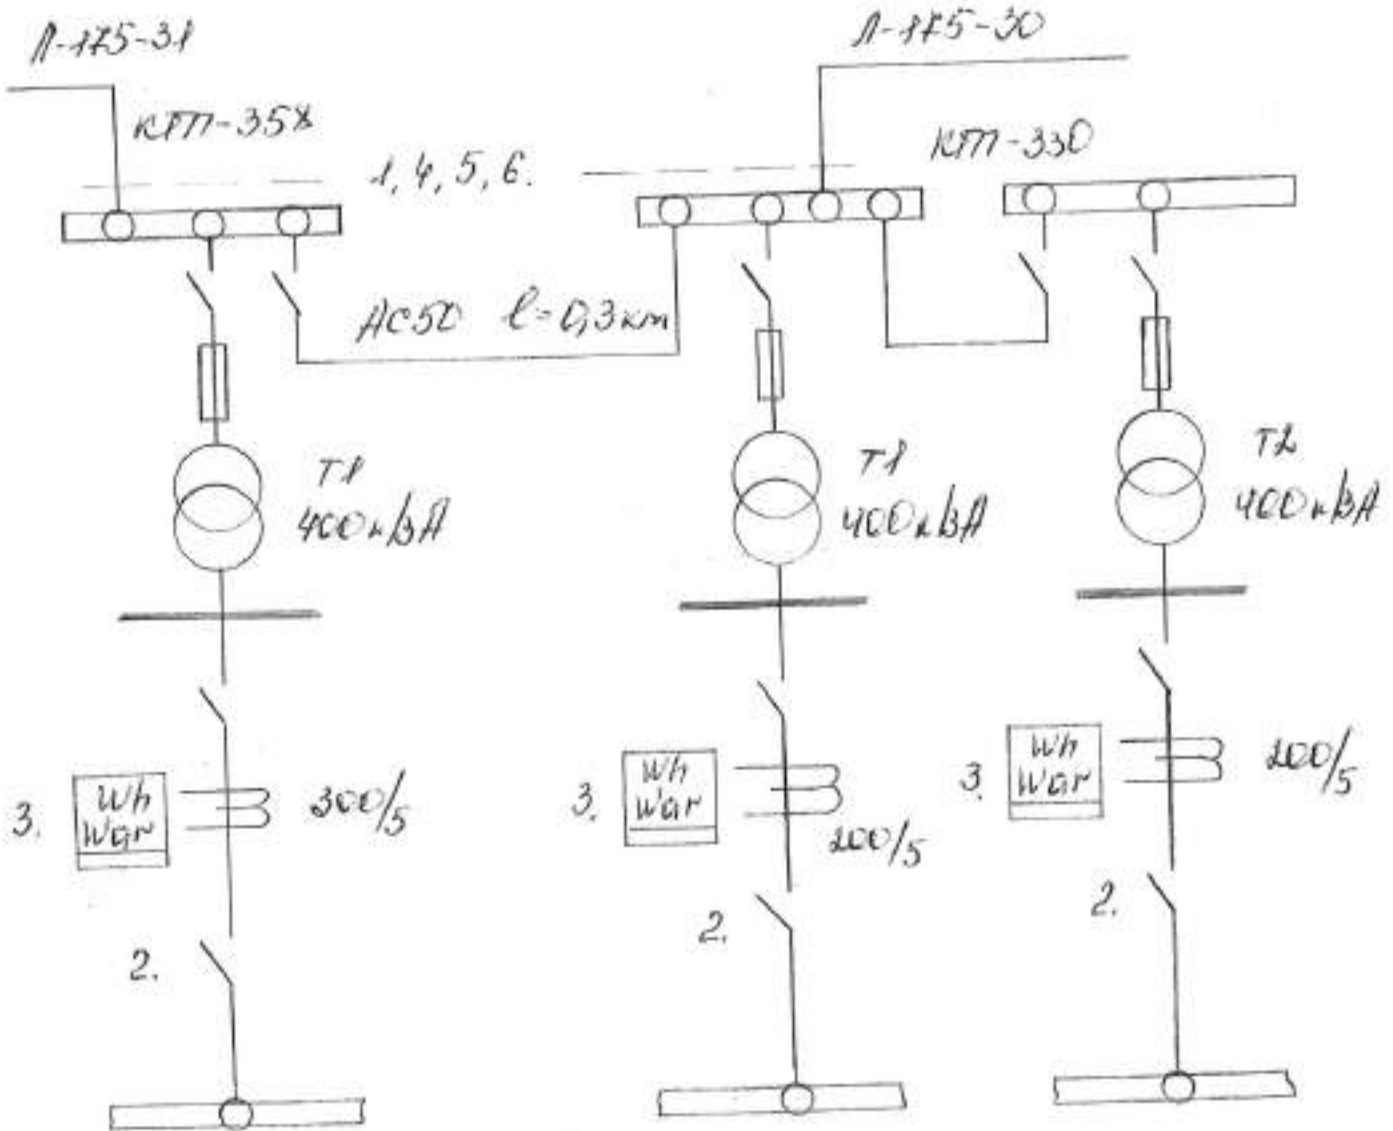 Л-175-31
Л-175-30
КТП-358
КТП-330
1, 4, 5, 6.
АС50 l=0,3км
Т1
400кВА
Т1
400кВА
Т2
400кВА
3.
Wh
War
300/5
3.
Wh
War
200/5
3.
Wh
War
200/5
2.
2.
2.